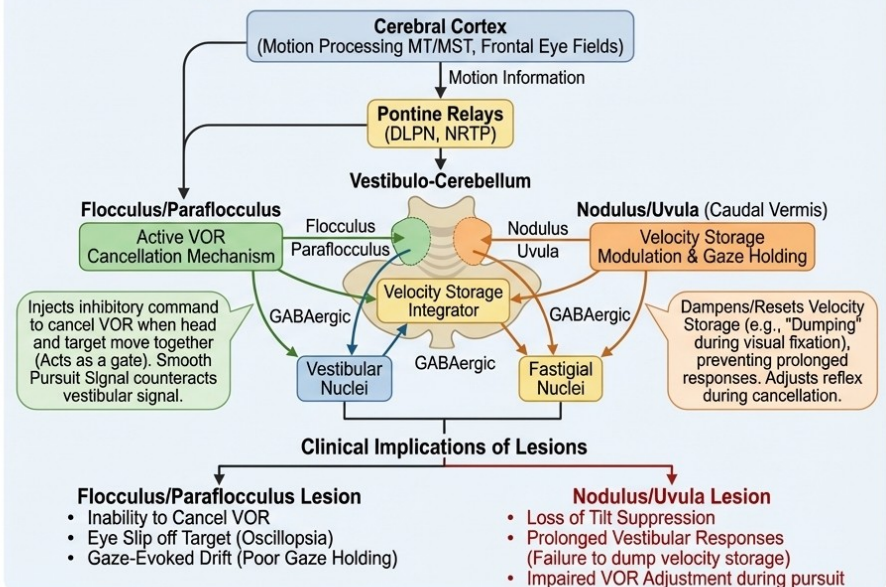 Cerebral Cortex
(Motion Processing MT/MST, Frontal Eye Fields)
Motion Information
Pontine Relays
(DLPN, NRTP)
Vestibulo-Cerebellum
Flocculus/Paraflocculus
Active VOR
Cancellation Mechanism
Flocculus
Paraflocculus
Nodulus
Uvula
Nodulus/Uvula (Caudal Vermis)
Velocity Storage
Modulation & Gaze Holding
Injects inhibitory command
to cancel VOR when head
and target move together
(Acts as a gate). Smooth
Pursuit Signal counteracts
vestibular signal.
GABAergic
Velocity Storage
Integrator
GABAergic
Dampens/Resets Velocity
Storage (e.g., "Dumping"
during visual fixation),
preventing prolonged
responses. Adjusts reflex
during cancellation.
Vestibular
Nuclei
GABAergic
Fastigial
Nuclei
Clinical Implications of Lesions
Flocculus/Paraflocculus Lesion
• Inability to Cancel VOR
• Eye Slip off Target (Oscillopsia)
• Gaze-Evoked Drift (Poor Gaze Holding)
Nodulus/Uvula Lesion
• Loss of Tilt Suppression
• Prolonged Vestibular Responses
(Failure to dump velocity storage)
• Impaired VOR Adjustment during pursuit